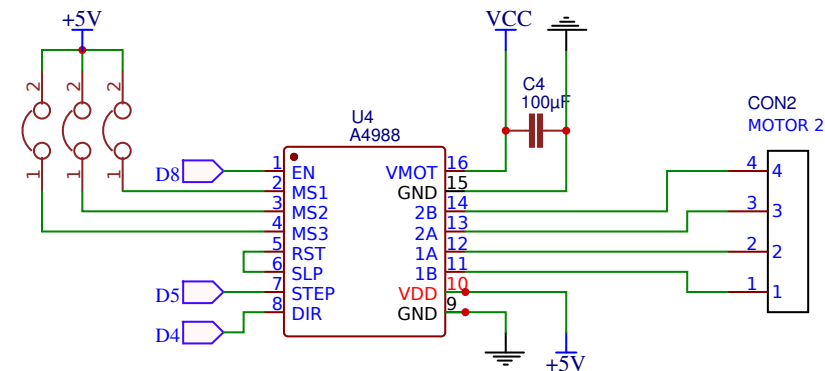 +5V
VCC
2 2 2
1 1 1
C4
100µF
U4
A4988
CON2
MOTOR 2
D8 1 EN VMOT 16
2 MS1 GND 15
3 MS2 2B 14 4 4
4 MS3 2A 13 3 3
5 RST 1A 12 2 2
6 SLP 1B 11
D5 7 STEP VDD 10 1 1
D4 8 DIR GND 9
+5V